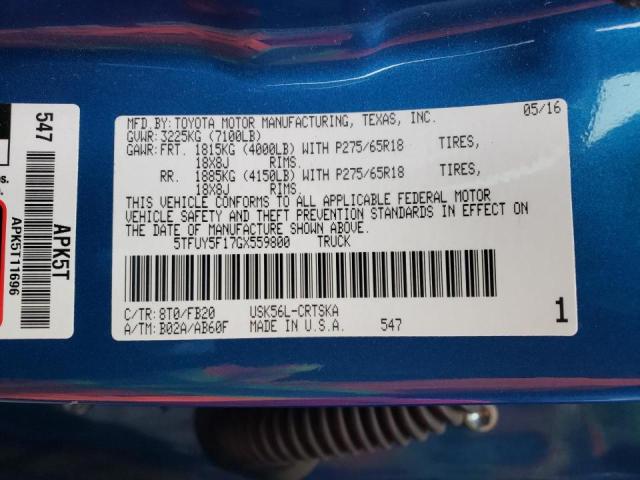 MFD.BY:TOYOTA MOTOR MANUFACTURING, TEXAS, INC. 05/16
GVWR:3225KG (7100LB)
GAWR:FRT. 1815KG (4000LB) WITH P275/65R18 TIRES,
18X8J RIMS.
RR. 1885KG (4150LB) WITH P275/65R18 TIRES,
18X8J RIMS.
THIS VEHICLE CONFORMS TO ALL APPLICABLE FEDERAL MOTOR
VEHICLE SAFETY AND THEFT PREVENTION STANDARDS IN EFFECT ON
THE DATE OF MANUFACTURE SHOWN ABOVE.
5TFUY5F17GX559800 TRUCK
C/TR:8T0/FB20 USK56L-CRTSKA
A/TM:B02A/AB60F MADE IN U.S.A. 547 1
547
APK5T
APK5T11696